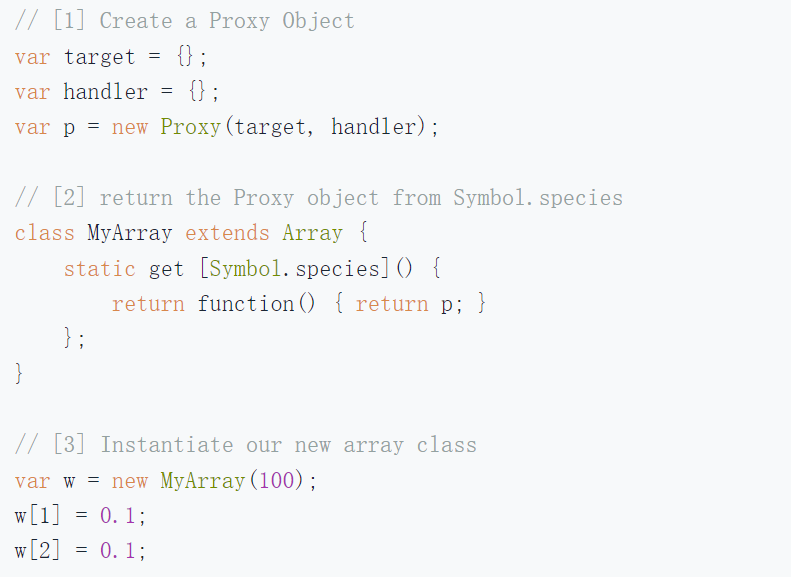 // [1] Create a Proxy Object
var target = {};
var handler = {};
var p = new Proxy(target, handler);
// [2] return the Proxy object from Symbol.species
class MyArray extends Array {
static get [Symbol.species]() {
return function() { return p; }
};
}
// [3] Instantiate our new array class
var w = new MyArray(100);
w[1] = 0.1;
w[2] = 0.1;